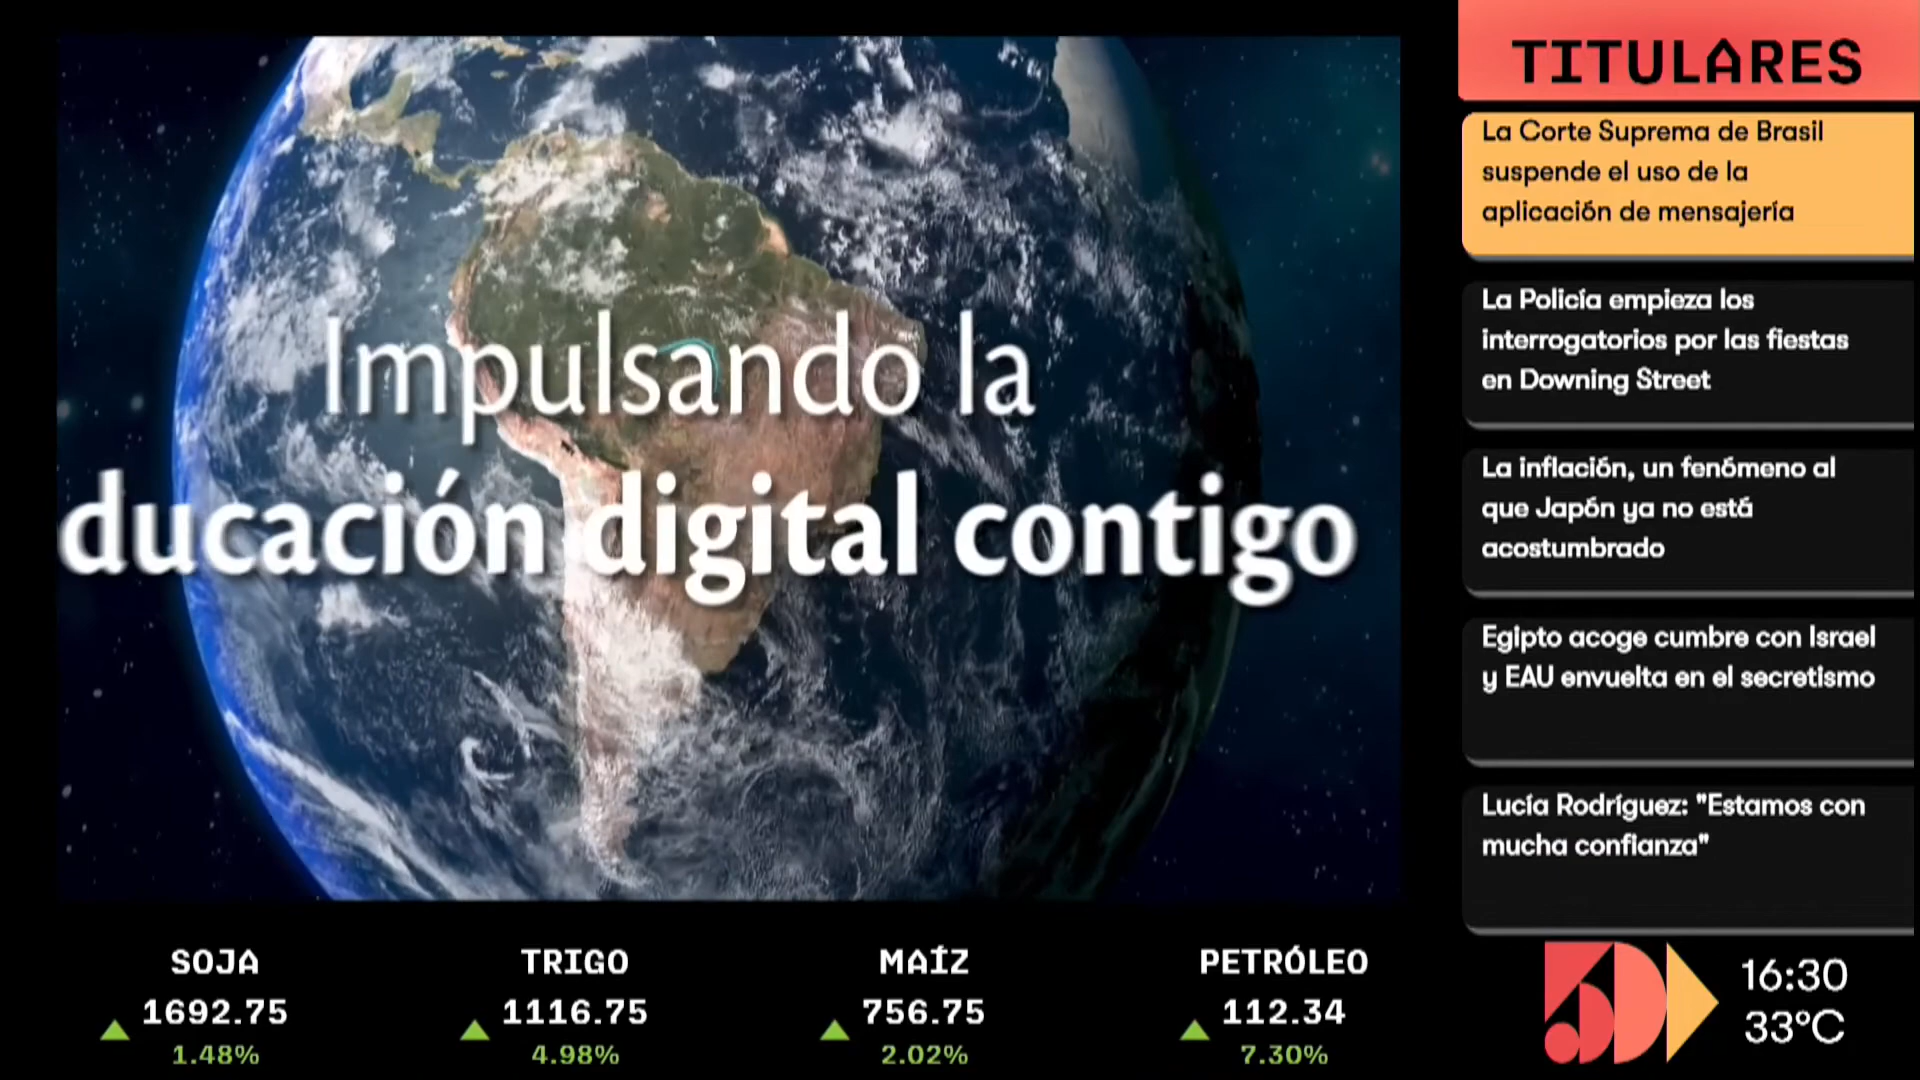 Impulsando la
ducación digital contigo
TITULARES
La Corte Suprema de Brasil
suspende el uso de la
aplicación de mensajería
La Policía empieza los
interrogatorios por las fiestas
en Downing Street
La inflación, un fenómeno al
que Japón ya no está
acostumbrado
Egipto acoge cumbre con Israel
y EAU envuelta en el secretismo
Lucía Rodríguez: "Estamos con
mucha confianza"
SOJA
1692.75
1.48%
TRIGO
1116.75
4.98%
MAÍZ
756.75
2.02%
PETRÓLEO
112.34
7.30%
16:30
33°C